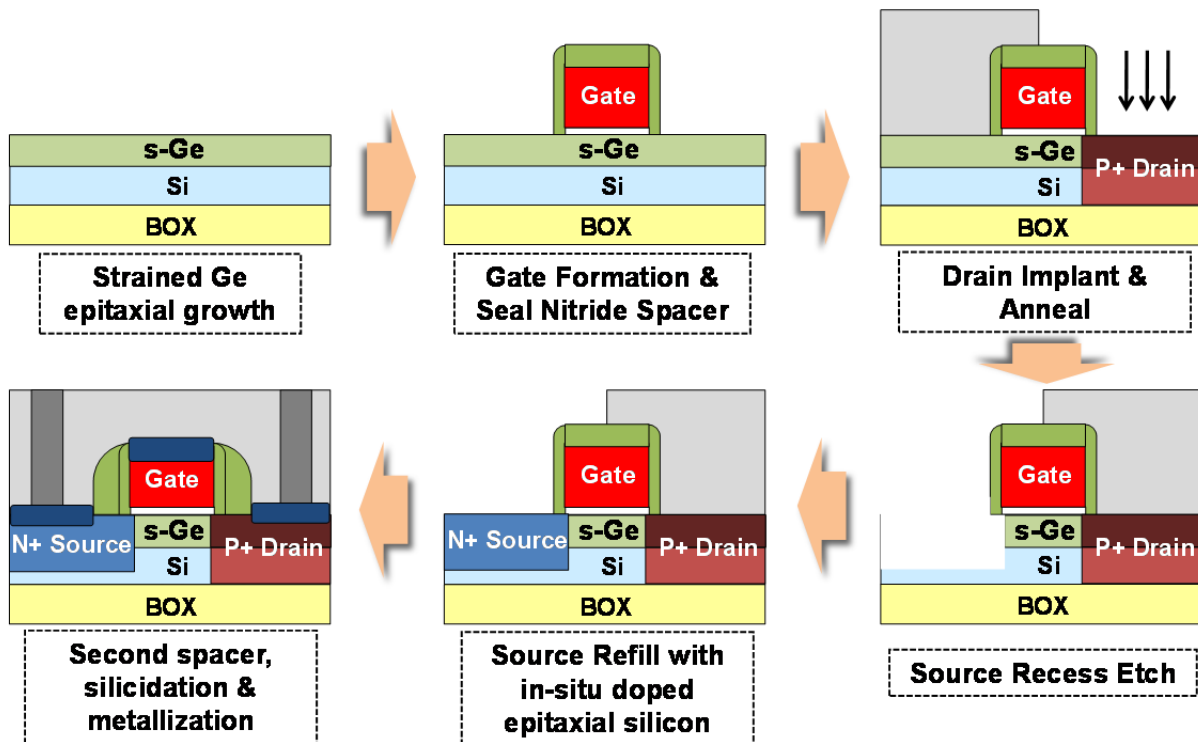 s-Ge
Si
BOX
Strained Ge
epitaxial growth
Gate
s-Ge
Si
BOX
Gate Formation &
Seal Nitride Spacer
Gate
s-Ge
P+ Drain
Si
BOX
Drain Implant &
Anneal
Gate
N+ Source
s-Ge
P+ Drain
Si
BOX
Second spacer,
silicidation &
metallization
Gate
N+ Source
s-Ge
P+ Drain
Si
BOX
Source Refill with
in-situ doped
epitaxial silicon
Gate
s-Ge
P+ Drain
Si
BOX
Source Recess Etch